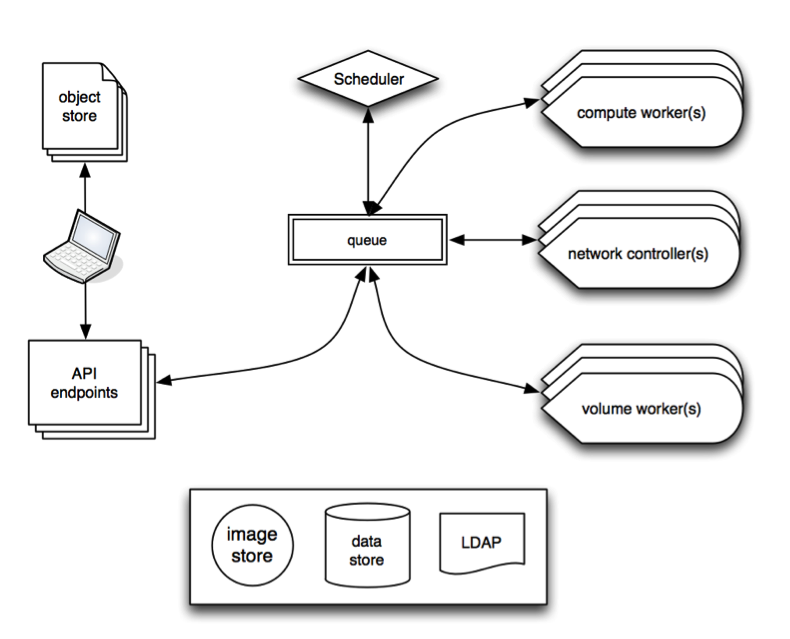 object
store
Scheduler
compute worker(s)
queue
network controller(s)
API
endpoints
volume worker(s)
image
store
data
store
LDAP